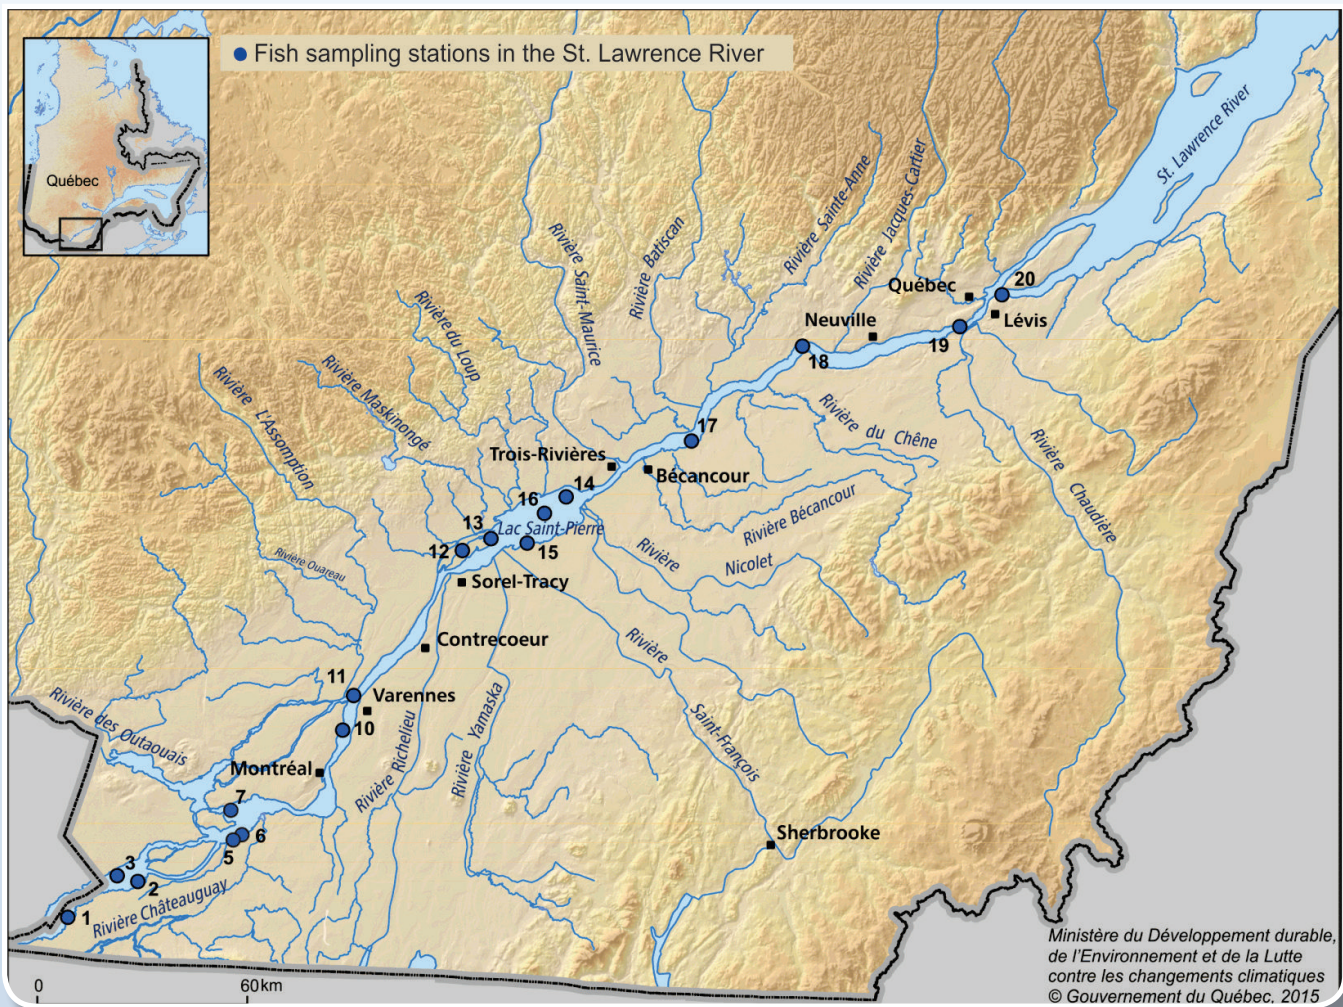 Fish sampling stations in the St. Lawrence River
Québec
St. Lawrence River
Rivière Sainte-Anne
Rivière Jacques-Cartier
Rivière Batiscan
Rivière Saint-Maurice
Rivière du Loup
Rivière Maskinongé
Rivière L'Assomption
Rivière Ouareau
Québec
20
Lévis
Neuville
19
18
Rivière du Chêne
Rivière Chaudière
17
Trois-Rivières
Bécancour
14
16
13
Lac Saint-Pierre
12
15
Rivière Bécancour
Rivière Nicolet
Sorel-Tracy
Contrecoeur
Rivière Saint-François
11
Varennes
10
Rivière des Outaouais
Montréal
Rivière Richelieu
Rivière Yamaska
7
6
5
Sherbrooke
3
2
Rivière Châteauguay
1
0
60 km
Ministère du Développement durable,
de l'Environnement et de la Lutte
contre les changements climatiques
© Gouvernement du Québec, 2015